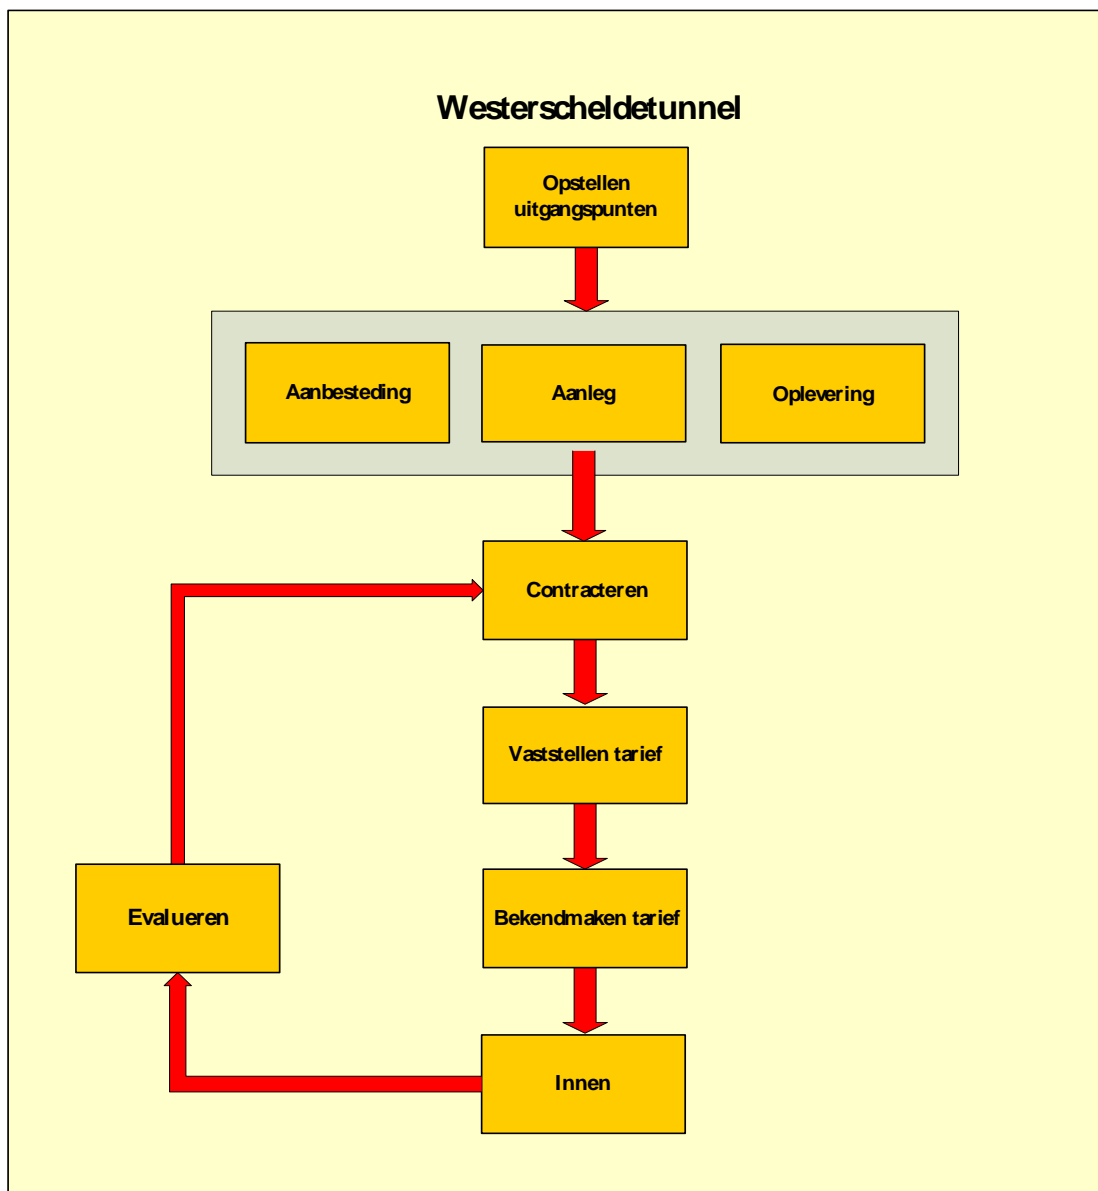 Westerscheldetunnel
Opstellen
uitgangspunten
Aanbesteding
Aanleg
Oplevering
Contracteren
Vaststellen tarief
Bekendmaken tarief
Evalueren
Innen